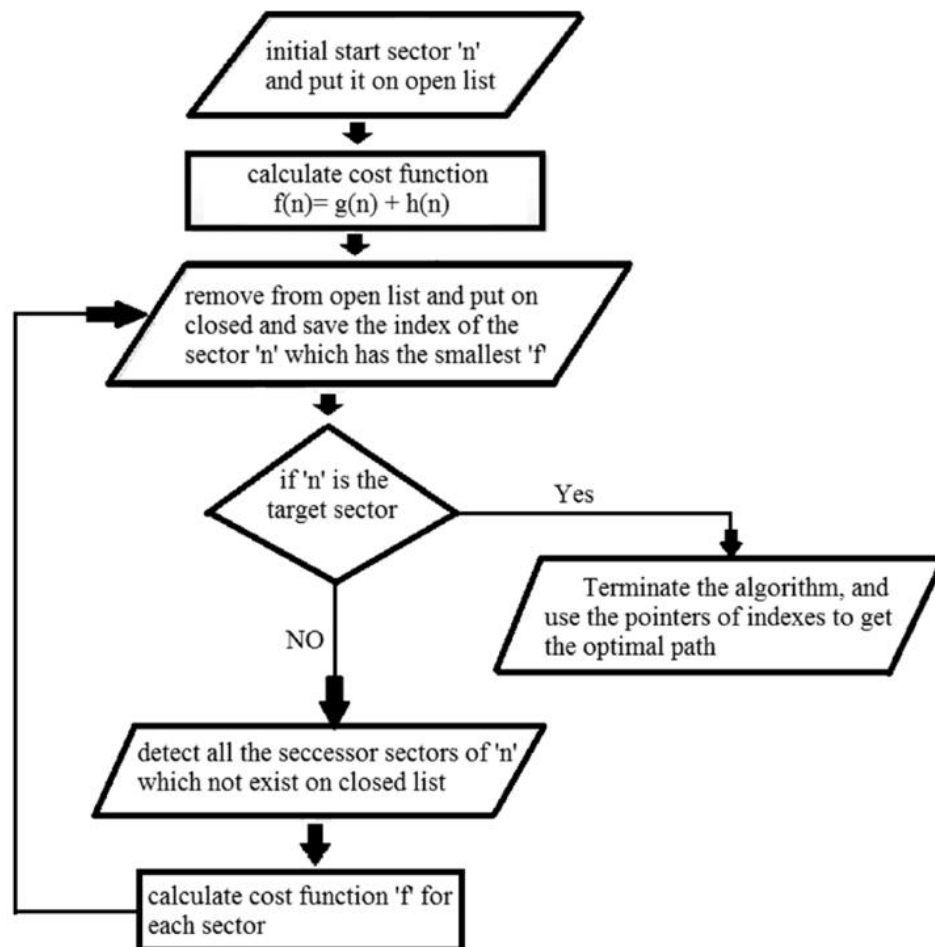 initial start sector 'n'
and put it on open list
calculate cost function
f(n)= g(n) + h(n)
remove from open list and put on
closed and save the index of the
sector 'n' which has the smallest 'f'
if 'n' is the
target sector
Yes
Terminate the algorithm, and
use the pointers of indexes to get
the optimal path
NO
detect all the seccessor sectors of 'n'
which not exist on closed list
calculate cost function 'f' for
each sector